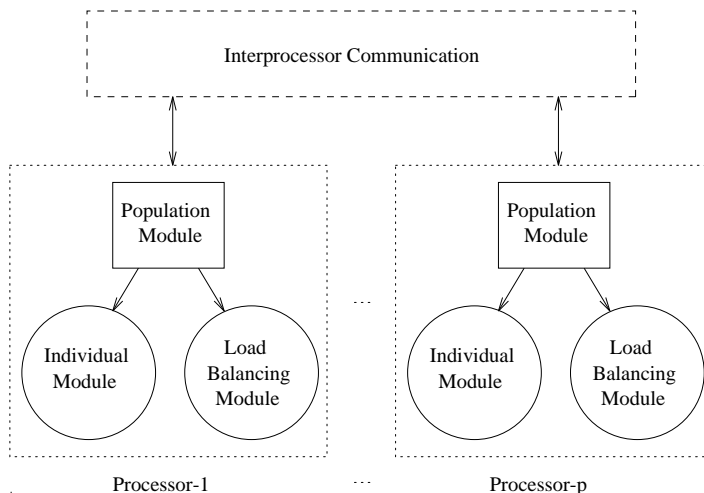 Interprocessor Communication
Population
Module
Individual
Module
Load
Balancing
Module
Processor-1
...
...
Population
Module
Individual
Module
Load
Balancing
Module
Processor-p